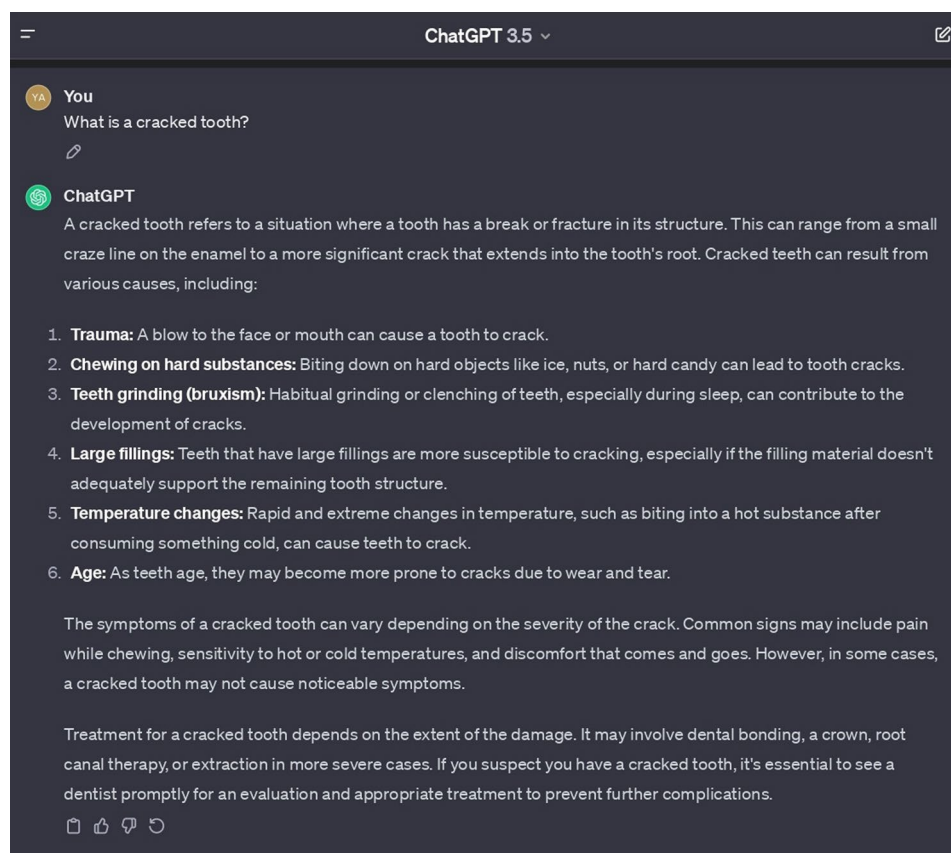 ChatGPT 3.5
YA
You
What is a cracked tooth?
ChatGPT
A cracked tooth refers to a situation where a tooth has a break or fracture in its structure. This can range from a small
craze line on the enamel to a more significant crack that extends into the tooth's root. Cracked teeth can result from
various causes, including:
1. Trauma: A blow to the face or mouth can cause a tooth to crack.
2. Chewing on hard substances: Biting down on hard objects like ice, nuts, or hard candy can lead to tooth cracks.
3. Teeth grinding (bruxism): Habitual grinding or clenching of teeth, especially during sleep, can contribute to the
development of cracks.
4. Large fillings: Teeth that have large fillings are more susceptible to cracking, especially if the filling material doesn't
adequately support the remaining tooth structure.
5. Temperature changes: Rapid and extreme changes in temperature, such as biting into a hot substance after
consuming something cold, can cause teeth to crack.
6. Age: As teeth age, they may become more prone to cracks due to wear and tear.
The symptoms of a cracked tooth can vary depending on the severity of the crack. Common signs may include pain
while chewing, sensitivity to hot or cold temperatures, and discomfort that comes and goes. However, in some cases,
a cracked tooth may not cause noticeable symptoms.
Treatment for a cracked tooth depends on the extent of the damage. It may involve dental bonding, a crown, root
canal therapy, or extraction in more severe cases. If you suspect you have a cracked tooth, it's essential to see a
dentist promptly for an evaluation and appropriate treatment to prevent further complications.